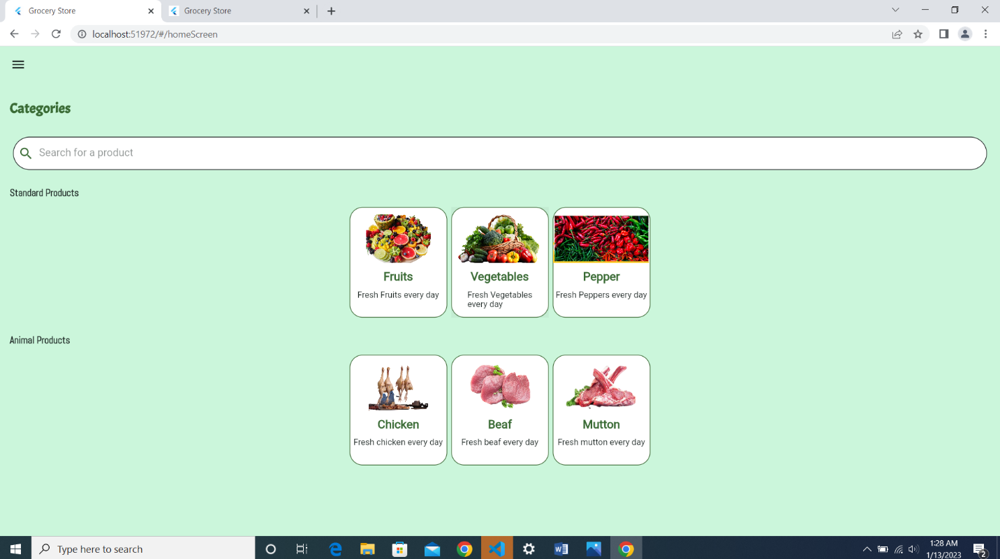 Grocery Store
Grocery Store
localhost:51972/#/homeScreen
Categories
Search for a product
Standard Products
Fruits
Vegetables
Pepper
Fresh Fruits every day
Fresh Vegetables
every day
Fresh Peppers every day
Animal Products
Chicken
Beaf
Mutton
Fresh chicken every day
Fresh beaf every day
Fresh mutton every day
Type here to search
1:28 AM
1/13/2023
2